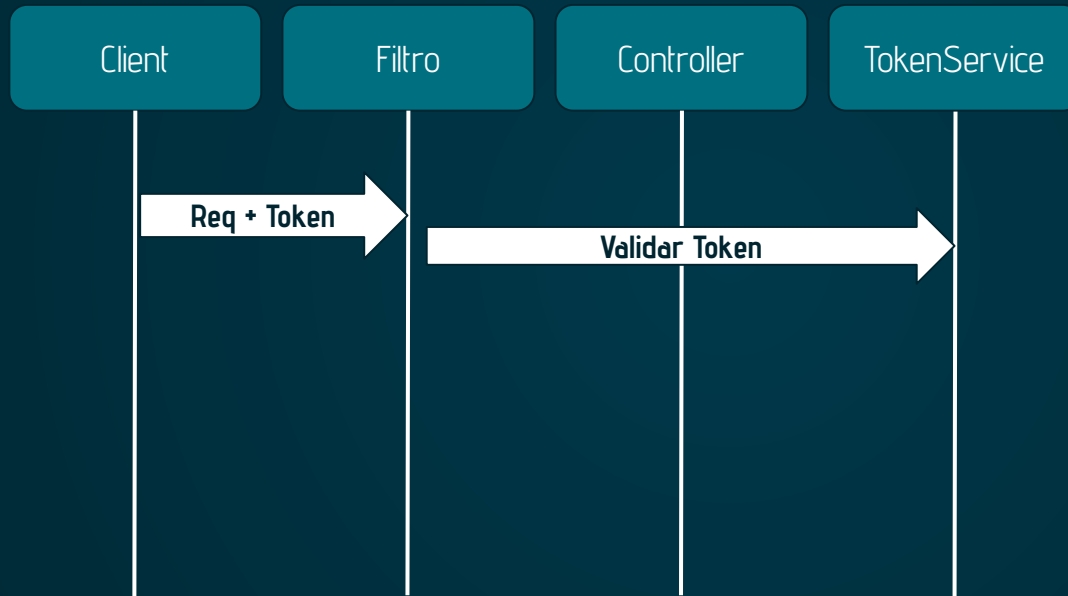 Client
Filtro
Controller
TokenService
Req + Token
Validar Token